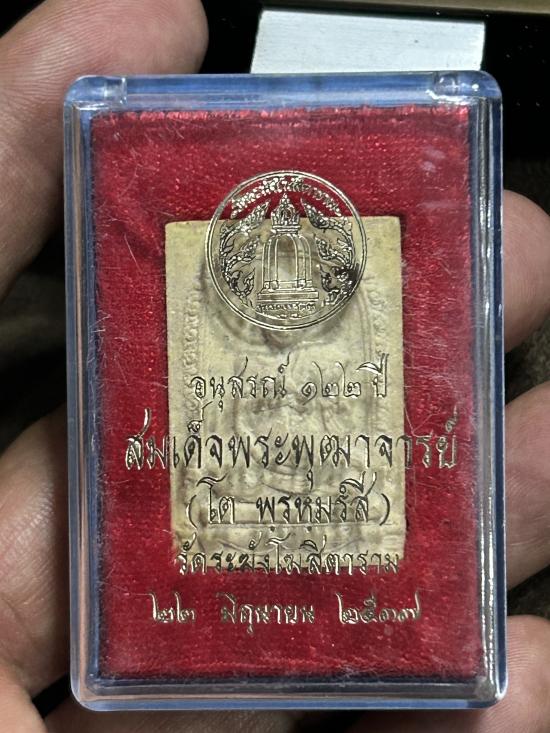 อนุสรณ์ ๑๒๒ ปี
สมเด็จพระพุฒาจารย์
(โต พฺรหฺมรํสี)
วัดระฆังโฆสิตาราม
๒๒ มิถุนายน ๒๕๓๗